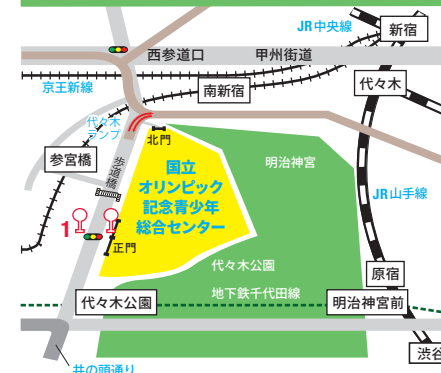 JR中央線
新宿
西参道口
甲州街道
京王新線
南新宿
代々木
代々木
ランプ
北門
参宮橋
歩道橋
国立
オリンピック
記念青少年
総合センター
明治神宮
JR山手線
1
正門
代々木公園
原宿
地下鉄千代田線
代々木公園
明治神宮前
渋谷
井の頭通り